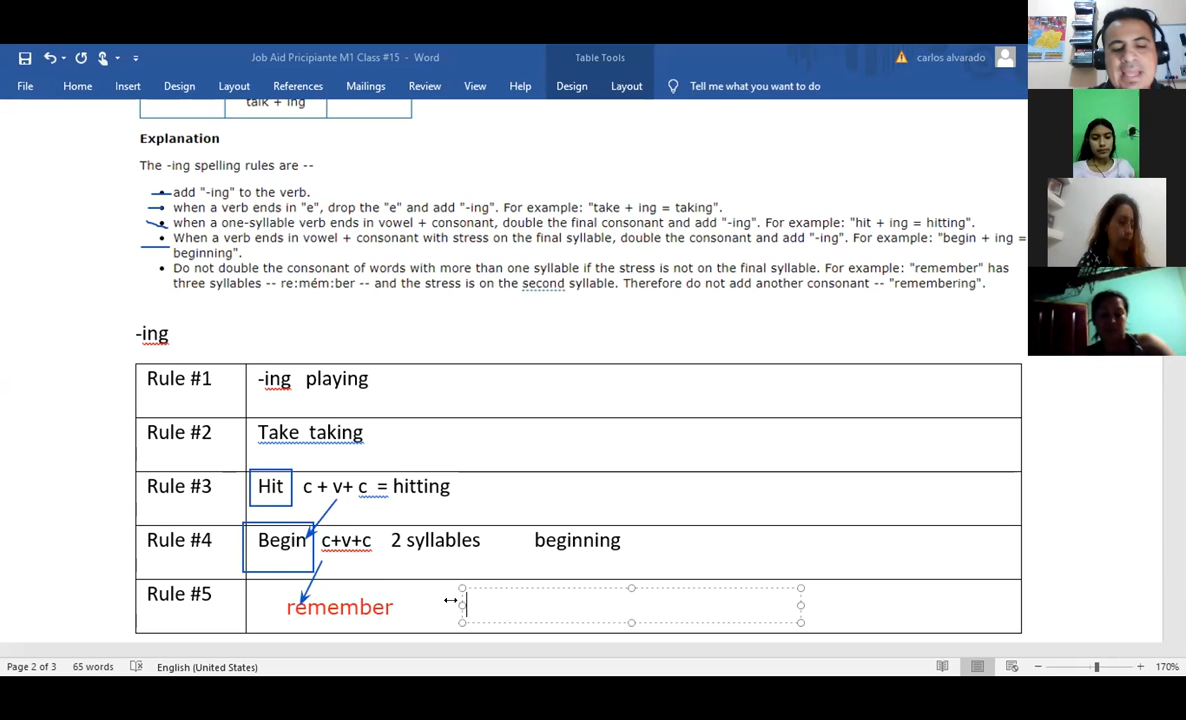 Job Aid Pricipiante M1 Class #15 - Word
Table Tools
carlos alvarado
File Home Insert Design Layout References Mailings Review View Help Design Layout Tell me what you want to do
talk + ing
Explanation
The -ing spelling rules are --
• add "-ing" to the verb.
• when a verb ends in "e", drop the "e" and add "-ing". For example: "take + ing = taking".
• when a one-syllable verb ends in vowel + consonant, double the final consonant and add "-ing". For example: "hit + ing = hitting".
• When a verb ends in vowel + consonant with stress on the final syllable, double the consonant and add "-ing". For example: "begin + ing =
beginning".
• Do not double the consonant of words with more than one syllable if the stress is not on the final syllable. For example: "remember" has
three syllables -- re:mém:ber -- and the stress is on the second syllable. Therefore do not add another consonant -- "remembering".
-ing
Rule #1 -ing playing
Rule #2 Take taking
Rule #3 Hit c + v+ c = hitting
Rule #4 Begin c+v+c 2 syllables beginning
Rule #5 remember
Page 2 of 3 65 words English (United States) 170%